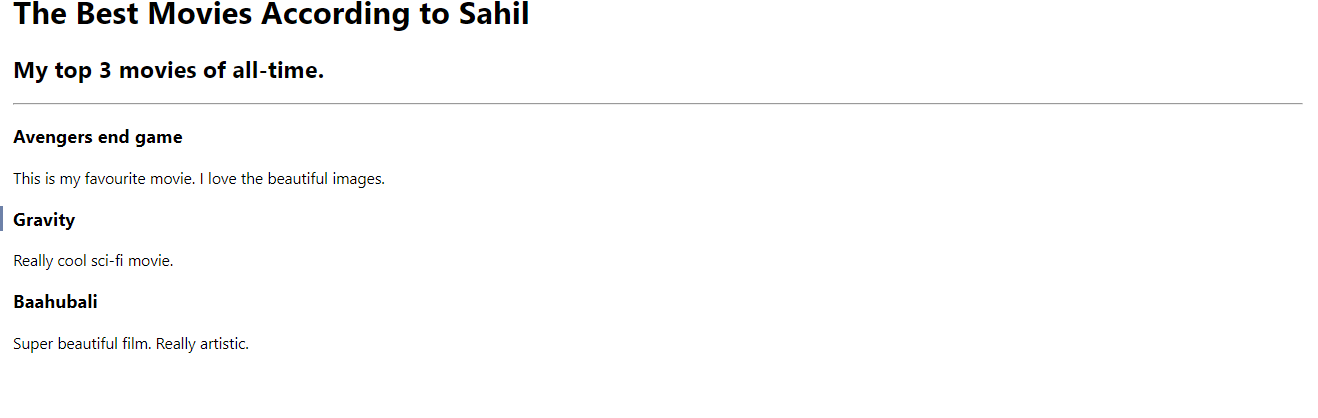 The Best Movies According to Sahil
My top 3 movies of all-time.
Avengers end game
This is my favourite movie. I love the beautiful images.
Gravity
Really cool sci-fi movie.
Baahubali
Super beautiful film. Really artistic.